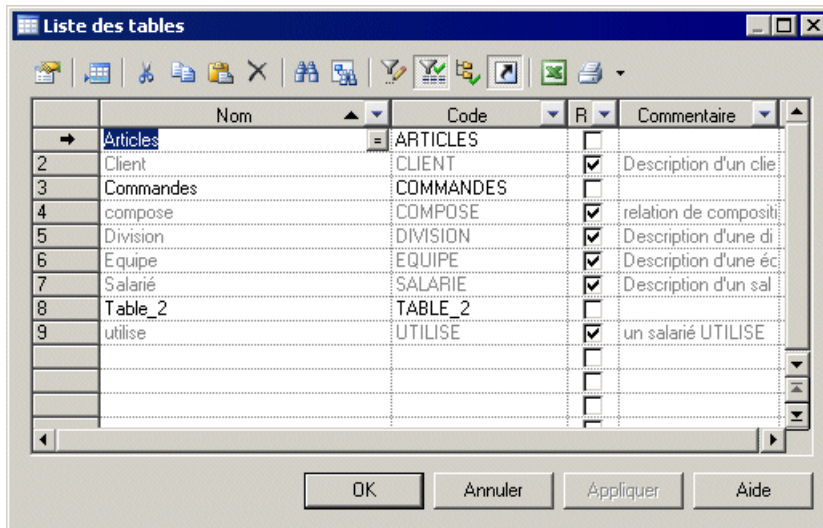 Liste des tables
Nom Code R Commentaire
Articles = ARTICLES
2 Client CLIENT Description d'un clie
3 Commandes COMMANDES
4 compose COMPOSE relation de compositi
5 Division DIVISION Description d'une di
6 Equipe EQUIPE Description d'une éc
7 Salarié SALARIE Description d'un sal
8 Table_2 TABLE_2
9 utilise UTILISE un salarié UTILISE
OK Annuler Appliquer Aide